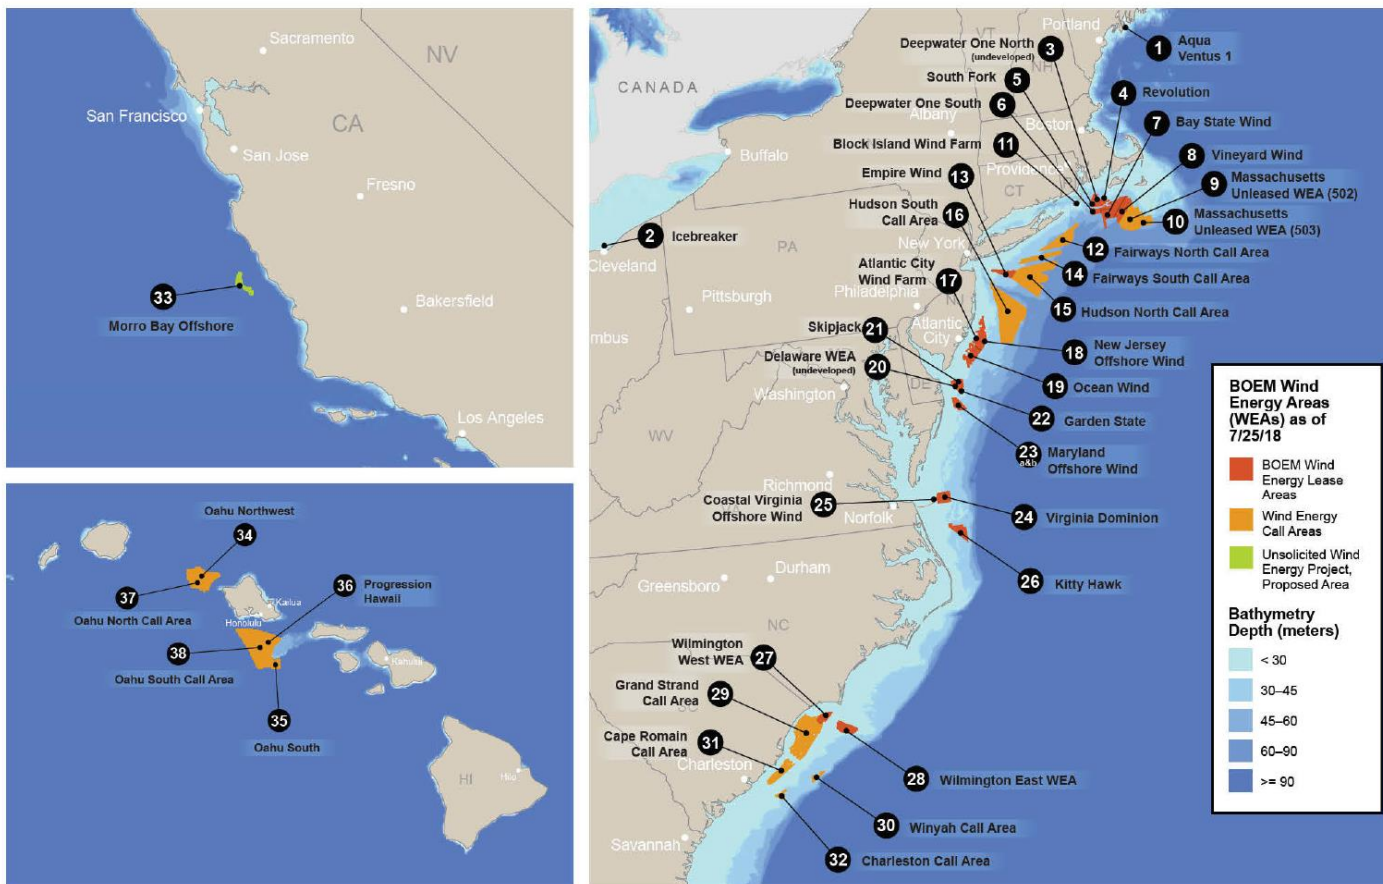 Sacramento
NV
San Francisco
CA
San Jose
Fresno
33
Morro Bay Offshore
Bakersfield
Los Angeles
Oahu Northwest
34
36
Progression
Hawaii
37
Oahu North Call Area
Kailua
Honolulu
38
Oahu South Call Area
Kahului
35
Oahu South
HI
Hilo
Portland
VT
NH
Deepwater One North
(undeveloped)
3
1
Aqua
Ventus 1
South Fork
5
4
Revolution
CANADA
Deepwater One South
6
Albany
Boston
7
Bay State Wind
Block Island Wind Farm
11
Buffalo
Providence
8
Vineyard Wind
Empire Wind
13
CT
9
Massachusetts
Unleased WEA (502)
Hudson South
Call Area
16
10
Massachusetts
Unleased WEA (503)
2
Icebreaker
Cleveland
PA
New York
12
Fairways North Call Area
Atlantic City
Wind Farm
17
14
Fairways South Call Area
Pittsburgh
Philadelphia
15
Hudson North Call Area
mbus
Skipjack
21
Atlantic
City
18
New Jersey
Offshore Wind
Delaware WEA
(undeveloped)
20
DE
19
Ocean Wind
Washington
22
Garden State
WV
23
a&b
Maryland
Offshore Wind
Richmond
Coastal Virginia
Offshore Wind
25
Norfolk
24
Virginia Dominion
26
Kitty Hawk
Greensboro
Durham
NC
Wilmington
West WEA
27
Grand Strand
Call Area
29
SC
Cape Romain
Call Area
31
Charleston
28
Wilmington East WEA
30
Winyah Call Area
Savannah
32
Charleston Call Area
BOEM Wind
Energy Areas
(WEAs) as of
7/25/18
BOEM Wind
Energy Lease
Areas
Wind Energy
Call Areas
Unsolicited Wind
Energy Project,
Proposed Area
Bathymetry
Depth (meters)
< 30
30–45
45–60
60–90
>= 90